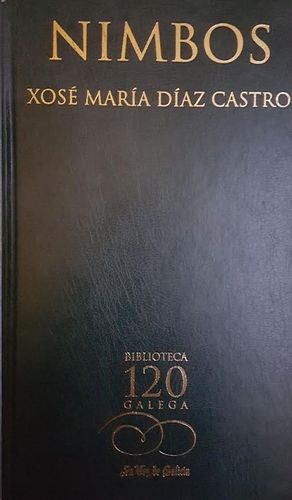 NIMBOS
XOSÉ MARÍA DÍAZ CASTRO
BIBLIOTECA
120
GALEGA
La Voz de Galicia